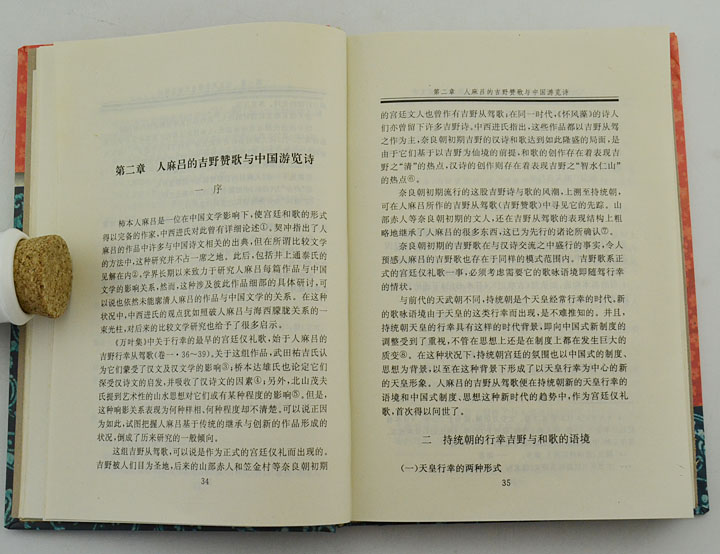 第二章　人麻吕的吉野赞歌与中国游览诗
一　序
柿本人麻吕是一位在中国文学影响下,使宫廷和歌的形式
得以完备的作家,中西进氏对此曾有详细论述①。契冲指出了人
麻吕的作品中许多与中国诗文相关的出典,但在所谓比较文学
的方法中,这种研究并不占一席之地。此后,包括井上通泰氏的
见解在内②,学界长期以来致力于研究人麻吕每篇作品与中国
文学的影响关系,然而,这种涉及彼此作品细部的具体研讨,可
以说也依然未能廓清人麻吕的作品与中国文学的关系。在这种
状况中,中西进氏的观点犹如照破人麻吕与海西朦胧关系的一
束光柱,对后来的比较文学研究也给予了很多启示。
《万叶集》中关于行幸的最早的宫廷仪礼歌,始于人麻吕的
吉野行幸从驾歌(卷一·36~39)。关于这组作品,武田祐吉氏认
为它们蒙受了汉文及汉文学的影响③;桥本达雄氏也论定它们
深受汉诗文的启发,并吸收了汉诗文的因素④;另外,北山茂夫
氏提到艺术性的山水思想对它们或有某种程度的影响⑤。但是,
这种响影关系表现为何种样相、何种程度却不清楚。可以说正因
为如此,试图把握人麻吕基于传统的继承与创新的作品形成的
状况,倒成了历来研究的一般倾向。
这组吉野从驾歌,可以说是作为正式的宫廷仪礼而出现的。
吉野被人们目为圣地,后来的山部赤人和笠金村等奈良朝初期
34
第二章　人麻吕的吉野赞歌与中国游览诗
的宫廷文人也曾作有吉野从驾歌;在同一时代,《怀风藻》的诗人
们亦曾留下许多吉野诗。中西进氏指出,这些作品都以吉野从驾
之作为主,奈良朝初期吉野的汉诗和歌达到如此隆盛的局面,是
由于它们基于以吉野为仙境的前提,和歌的创作存在着表现吉
野之“清”的热点,汉诗的创作则存在着表现吉野之“智水仁山”
的热点⑥。
奈良朝初期流行的这股吉野诗与歌的风潮,上溯至持统朝,
可在人麻吕所作的吉野从驾歌(吉野赞歌)中寻见它的先踪。山
部赤人等奈良朝初期的文人,还在吉野从驾歌的表现结构上粗
略地继承了人麻吕的很多东西,这已为先行的诸论所确认⑦。
奈良朝初期的吉野歌在与汉诗交流之中盛行的事实,令人
预感人麻吕的吉野歌也存在于同样的模式范围内。吉野歌系正
式的宫廷仪礼歌一事,必须考虑需要它的歌咏语境即随驾行幸
的情状。
与前代的天武朝不同,持统朝是个天皇经常行幸的时代,新
的歌咏语境由于天皇的这类行幸而出现,是不难推知的。并且,
持统朝天皇的行幸具有这样的时代背景,即向中国式新制度的
调整受到了重视,不管在思想上还是在制度上都在发生巨大的
质变⑧。在这种状况下,持统朝宫廷的氛围也以中国式的制度、
思想为背景,以至在这种背景下形成了以天皇行幸为中心的新
的天皇形象。人麻吕的吉野从驾歌便在持统朝新的天皇行幸的
语境和中国式制度、思想这种新时代的趋势中,作为宫廷仪礼
歌,首次得以问世了。
二　持统朝的行幸吉野与和歌的语境
(一)天皇行幸的两种形式
35